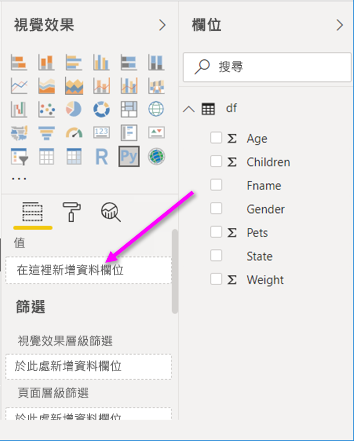 視覺效果
欄位
搜尋
df
Σ Age
Σ Children
Fname
Gender
Σ Pets
State
Σ Weight
123
R
Py
...
值
在這裡新增資料欄位
篩選
視覺效果層級篩選
於此處新增資料欄位
頁面層級篩選
於此處新增資料欄位